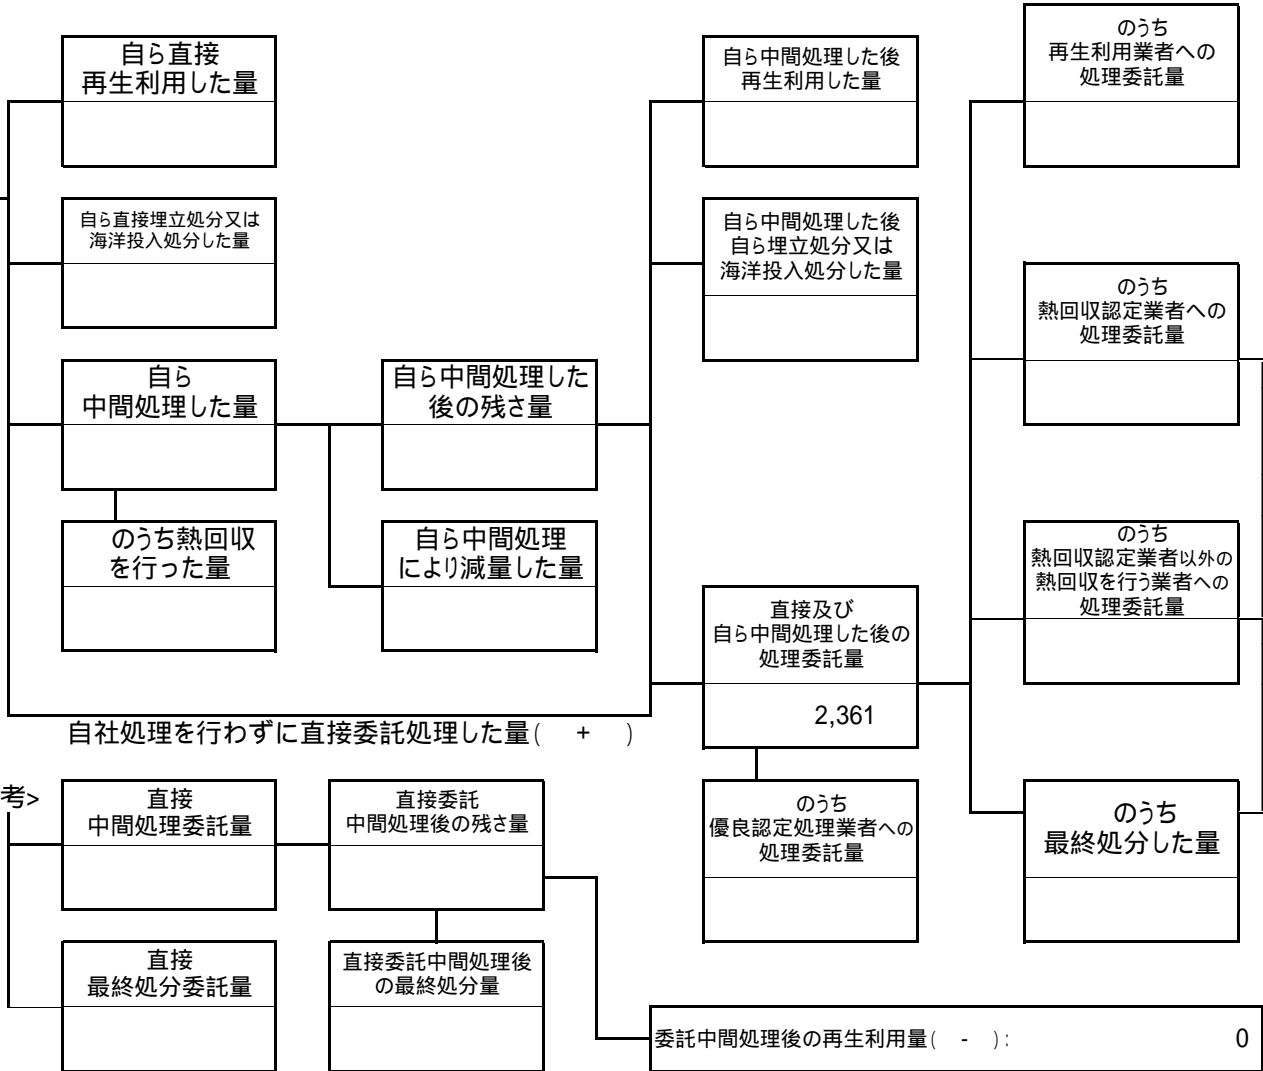 自ら直接
再生利用した量
自ら直接埋立処分又は
海洋投入処分した量
自ら
中間処理した量
のうち熱回収
を行った量
自ら中間処理した
後の残さ量
自ら中間処理
により減量した量
自ら中間処理した後
再生利用した量
自ら中間処理した後
自ら埋立処分又は
海洋投入処分した量
直接及び
自ら中間処理した後の
処理委託量
2,361
のうち
優良認定処理業者への
処理委託量
のうち
再生利用業者への
処理委託量
のうち
熱回収認定業者への
処理委託量
のうち
熱回収認定業者以外の
熱回収を行う業者への
処理委託量
のうち
最終処分した量
自社処理を行わずに直接委託処理した量( + )
考>
直接
中間処理委託量
直接委託
中間処理後の残さ量
直接
最終処分委託量
直接委託中間処理後
の最終処分量
委託中間処理後の再生利用量( - ): 0